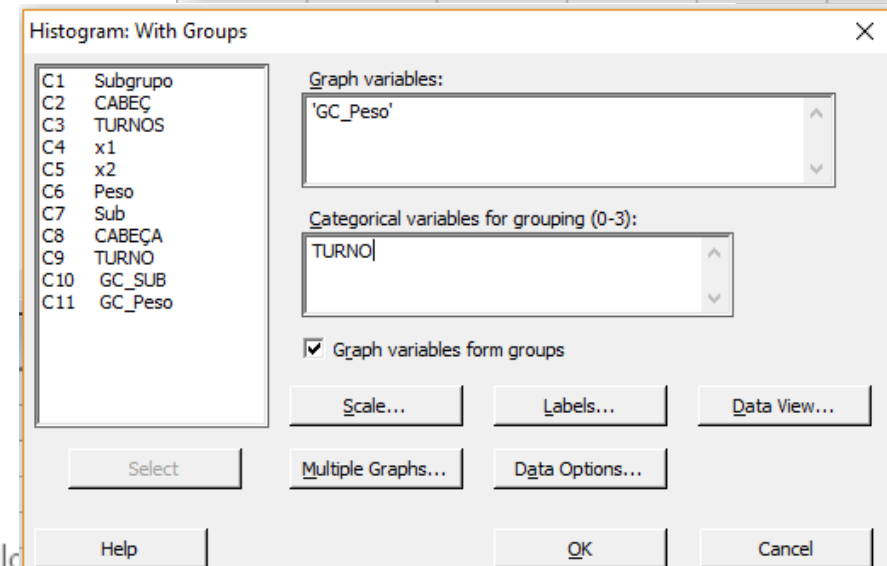 Histogram: With Groups
C1 Subgrupo
C2 CABEÇ
C3 TURNOS
C4 x1
C5 x2
C6 Peso
C7 Sub
C8 CABEÇA
C9 TURNO
C10 GC_SUB
C11 GC_Peso
Select
Graph variables:
'GC_Peso'
Categorical variables for grouping (0-3):
TURNO
Graph variables form groups
Scale...
Labels...
Data View...
Multiple Graphs...
Data Options...
Help
OK
Cancel